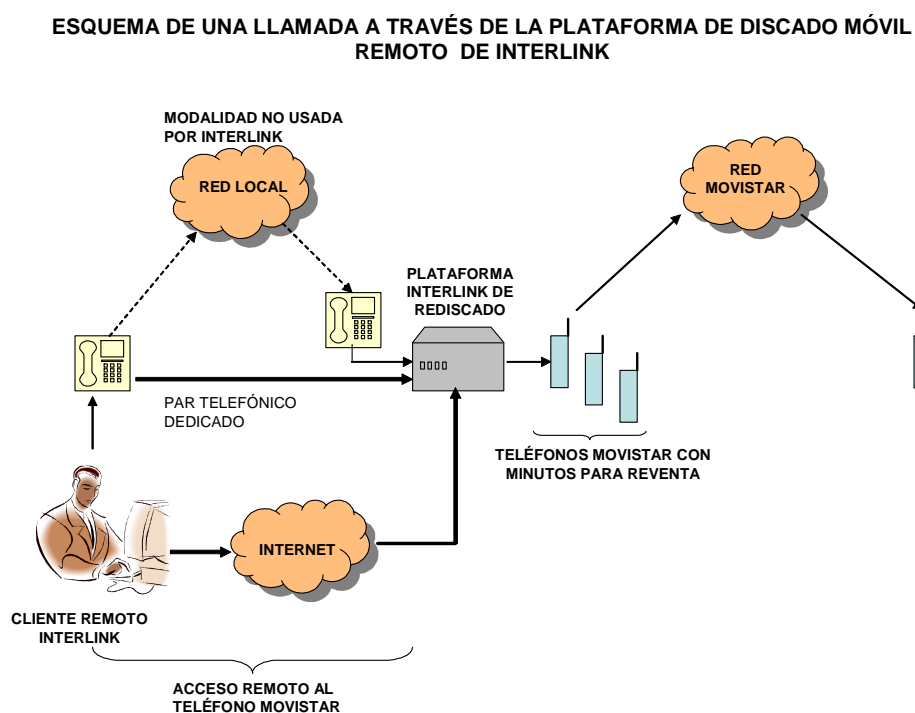 ESQUEMA DE UNA LLAMADA A TRAVÉS DE LA PLATAFORMA DE DISCADO MÓVIL
REMOTO DE INTERLINK
MODALIDAD NO USADA
POR INTERLINK
RED LOCAL
RED
MOVISTAR
PLATAFORMA
INTERLINK DE
REDISCADO
PAR TELEFÓNICO
DEDICADO
TELÉFONOS MOVISTAR CON
MINUTOS PARA REVENTA
INTERNET
CLIENTE REMOTO
INTERLINK
ACCESO REMOTO AL
TELÉFONO MOVISTAR